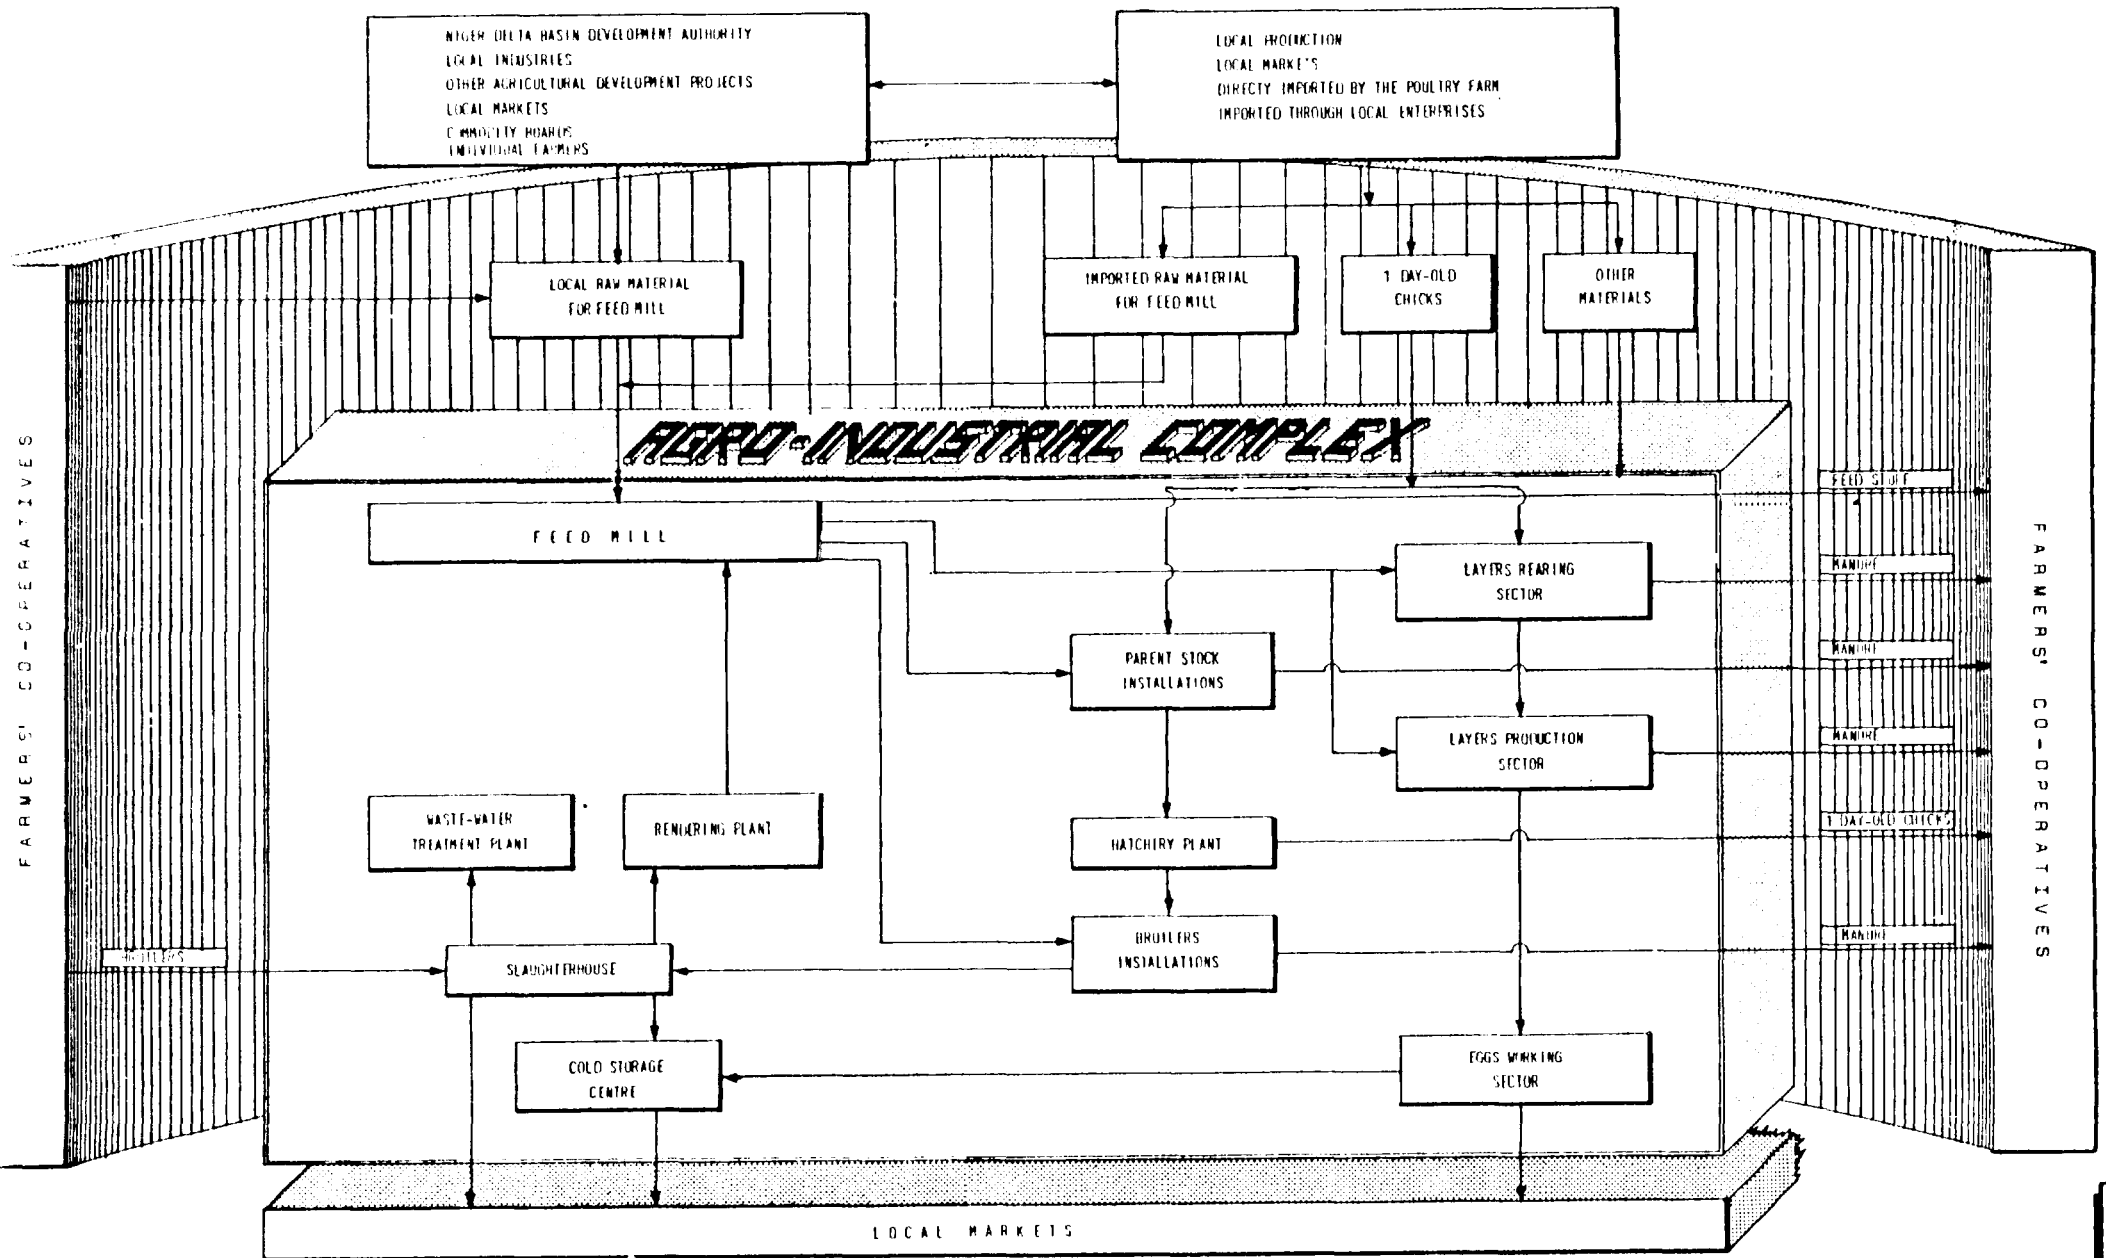 NIGER DELTA BASIN DEVELOPMENT AUTHORITY
LOCAL INDUSTRIES
OTHER AGRICULTURAL DEVELOPMENT PROJECTS
LOCAL MARKETS
COMMODITY BOARDS
INDIVIDUAL FARMERS
LOCAL PRODUCTION
LOCAL MARKETS
DIRECTY IMPORTED BY THE POULTRY FARM
IMPORTED THROUGH LOCAL ENTERPRISES
LOCAL RAW MATERIAL
FOR FEED MILL
IMPORTED RAW MATERIAL
FOR FEED MILL
1 DAY-OLD
CHICKS
OTHER
MATERIALS
AGRO-INDUSTRIAL COMPLEX
FARMERS' CO-OPERATIVES
FEED MILL
FEED STUFF
LAYERS REARING
SECTOR
MANURE
PARENT STOCK
INSTALLATIONS
MANURE
LAYERS PRODUCTION
SECTOR
MANURE
WASTE-WATER
TREATMENT PLANT
RENDERING PLANT
HATCHERY PLANT
1 DAY-OLD CHICKS
BROILERS
INSTALLATIONS
MANURE
BROILERS
SLAUGHTERHOUSE
COLD STORAGE
CENTRE
EGGS WORKING
SECTOR
FARMERS' CO-OPERATIVES
LOCAL MARKETS